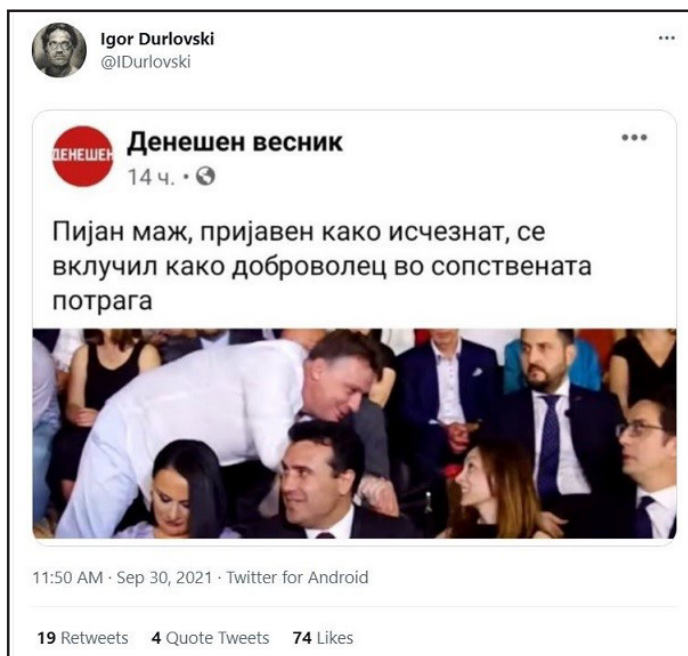 Igor Durlovski
@IDurlovski
ДЕНЕШЕН
Денешен весник
14 ч. ·
Пијан маж, пријавен како исчезнат, се
вклучил како доброволец во сопствената
потрага
11:50 AM · Sep 30, 2021 · Twitter for Android
19 Retweets 4 Quote Tweets 74 Likes